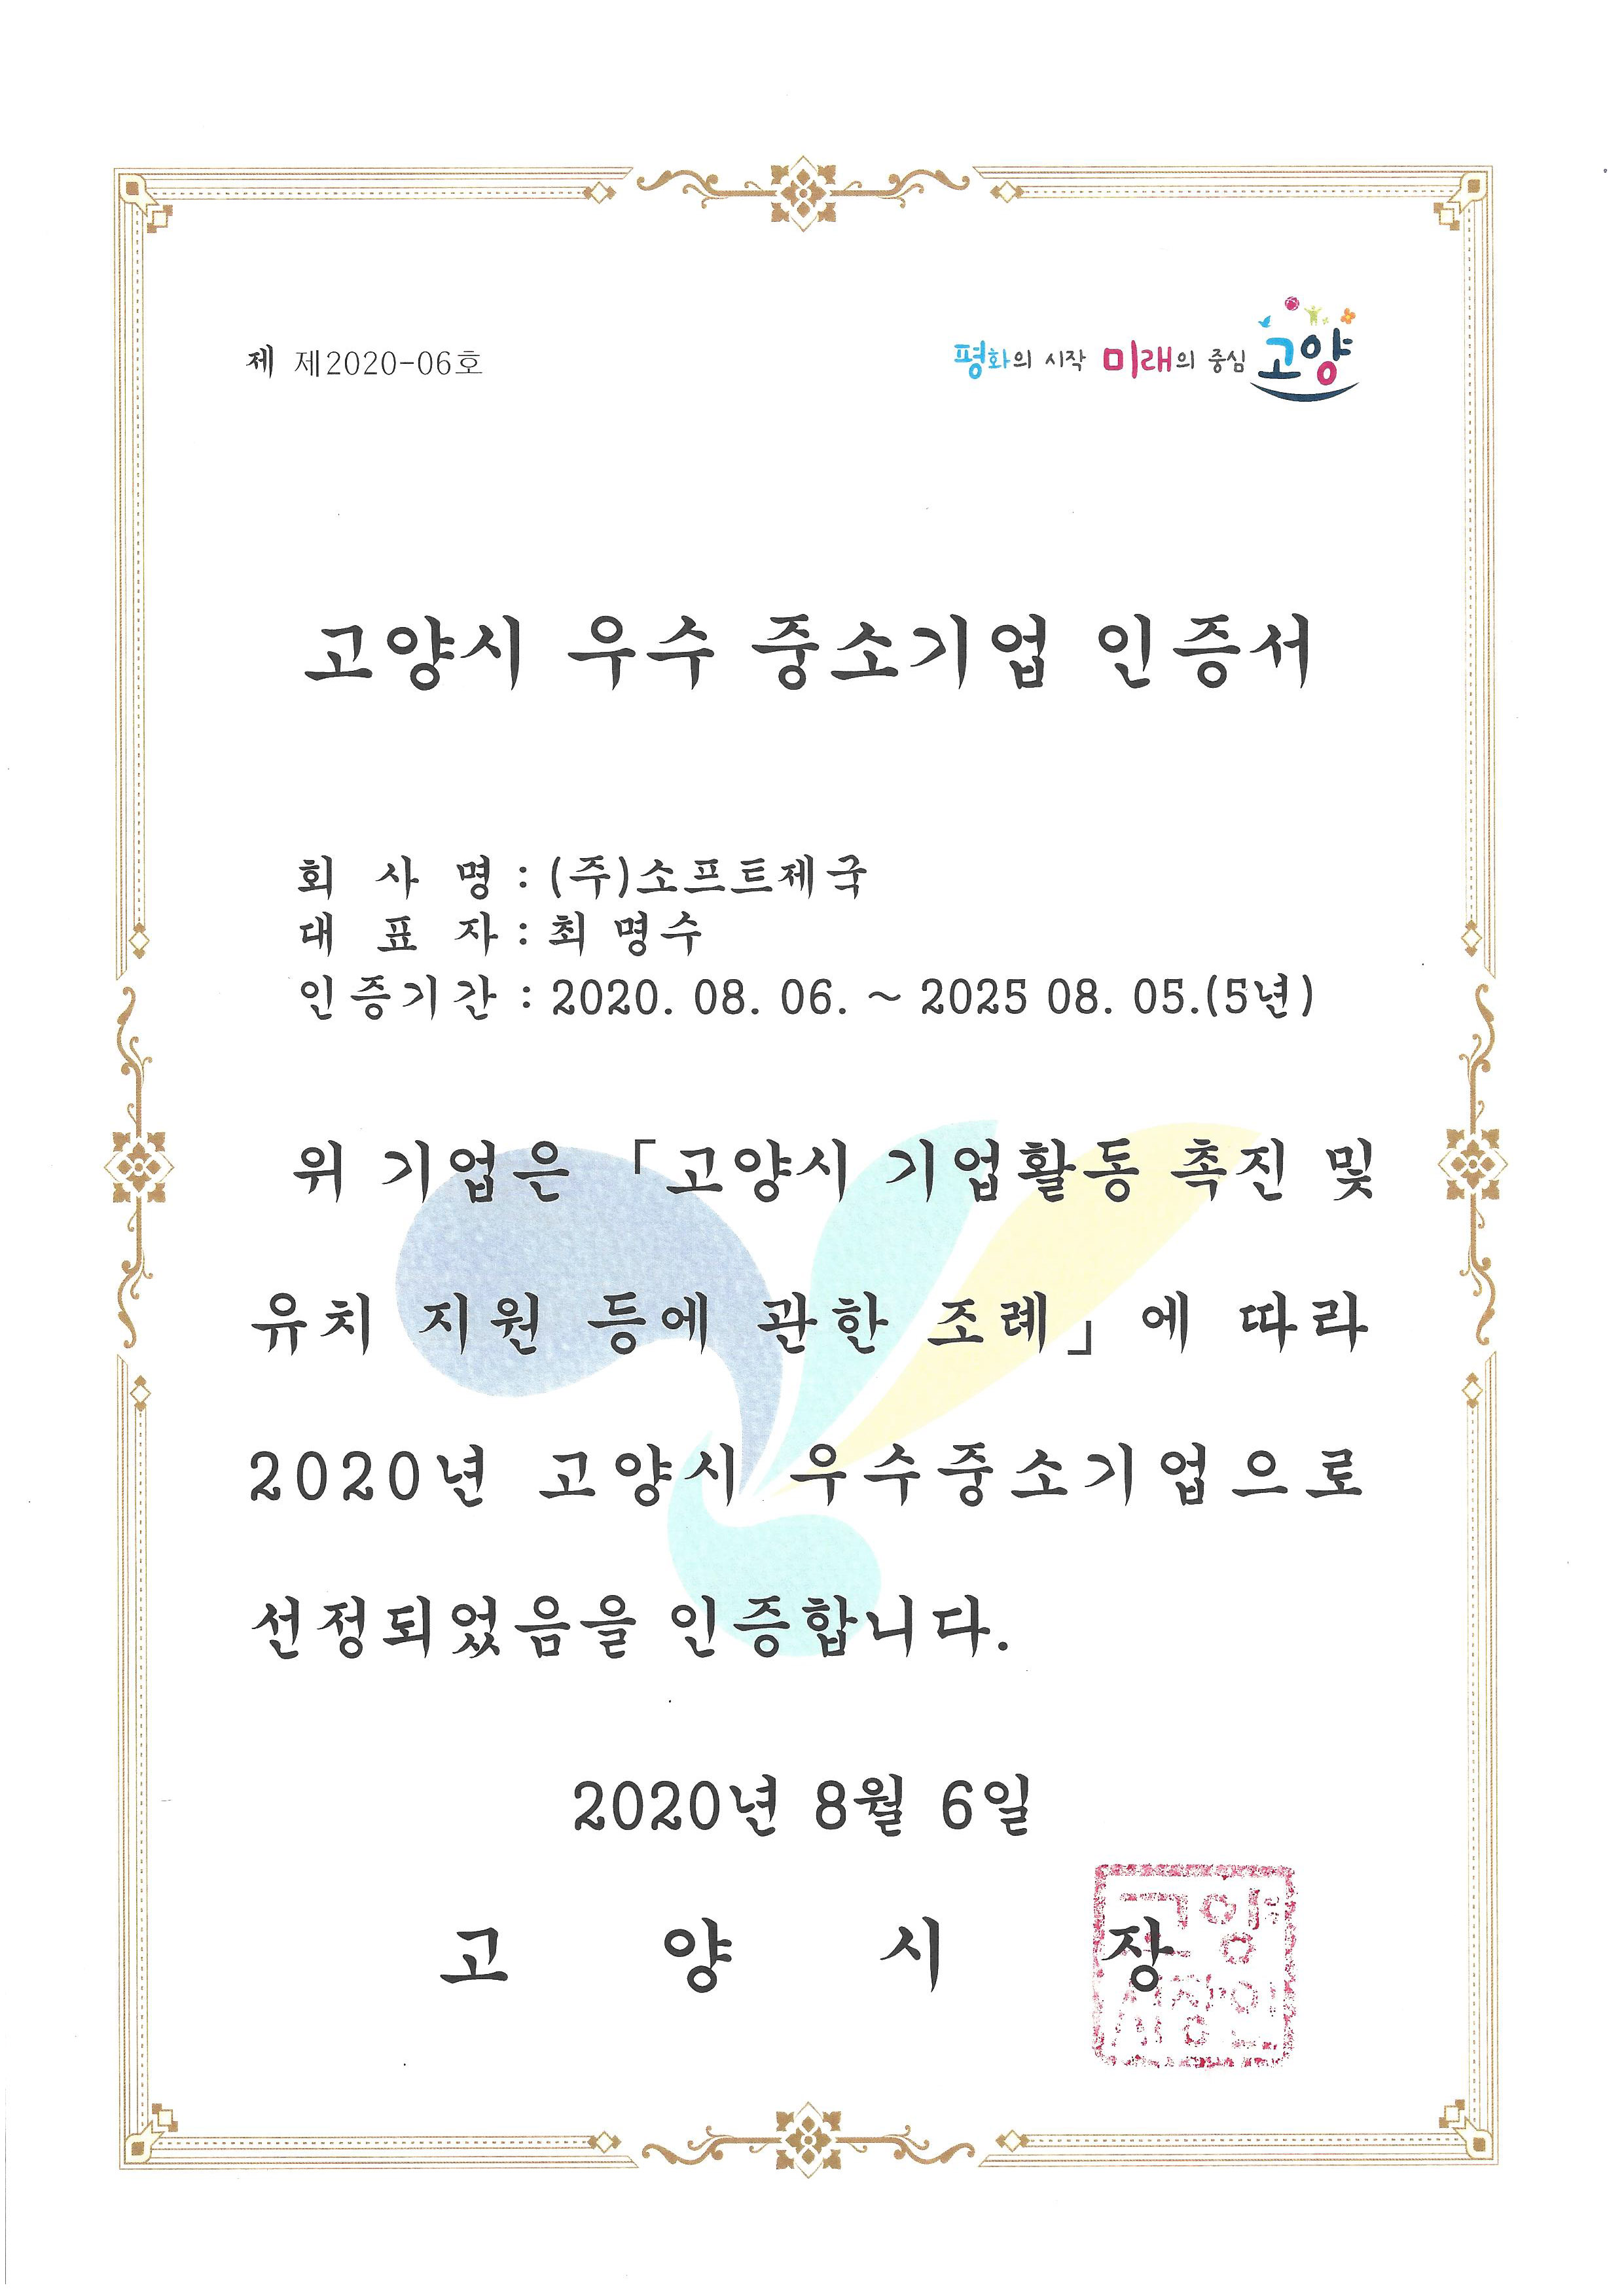 제 제2020-06호
평화의 시작 미래의 중심 고양
고양시 우수 중소기업 인증서
회 사 명 : (주)소프트제국
대 표 자 : 최 명수
인증기간 : 2020. 08. 06. ~ 2025 08. 05.(5년)
위 기업은 「고양시 기업활동 촉진 및
유치 지원 등에 관한 조례」에 따라
2020년 고양시 우수중소기업으로
선정되었음을 인증합니다.
2020년 8월 6일
고 양 시 장
고양
시장인